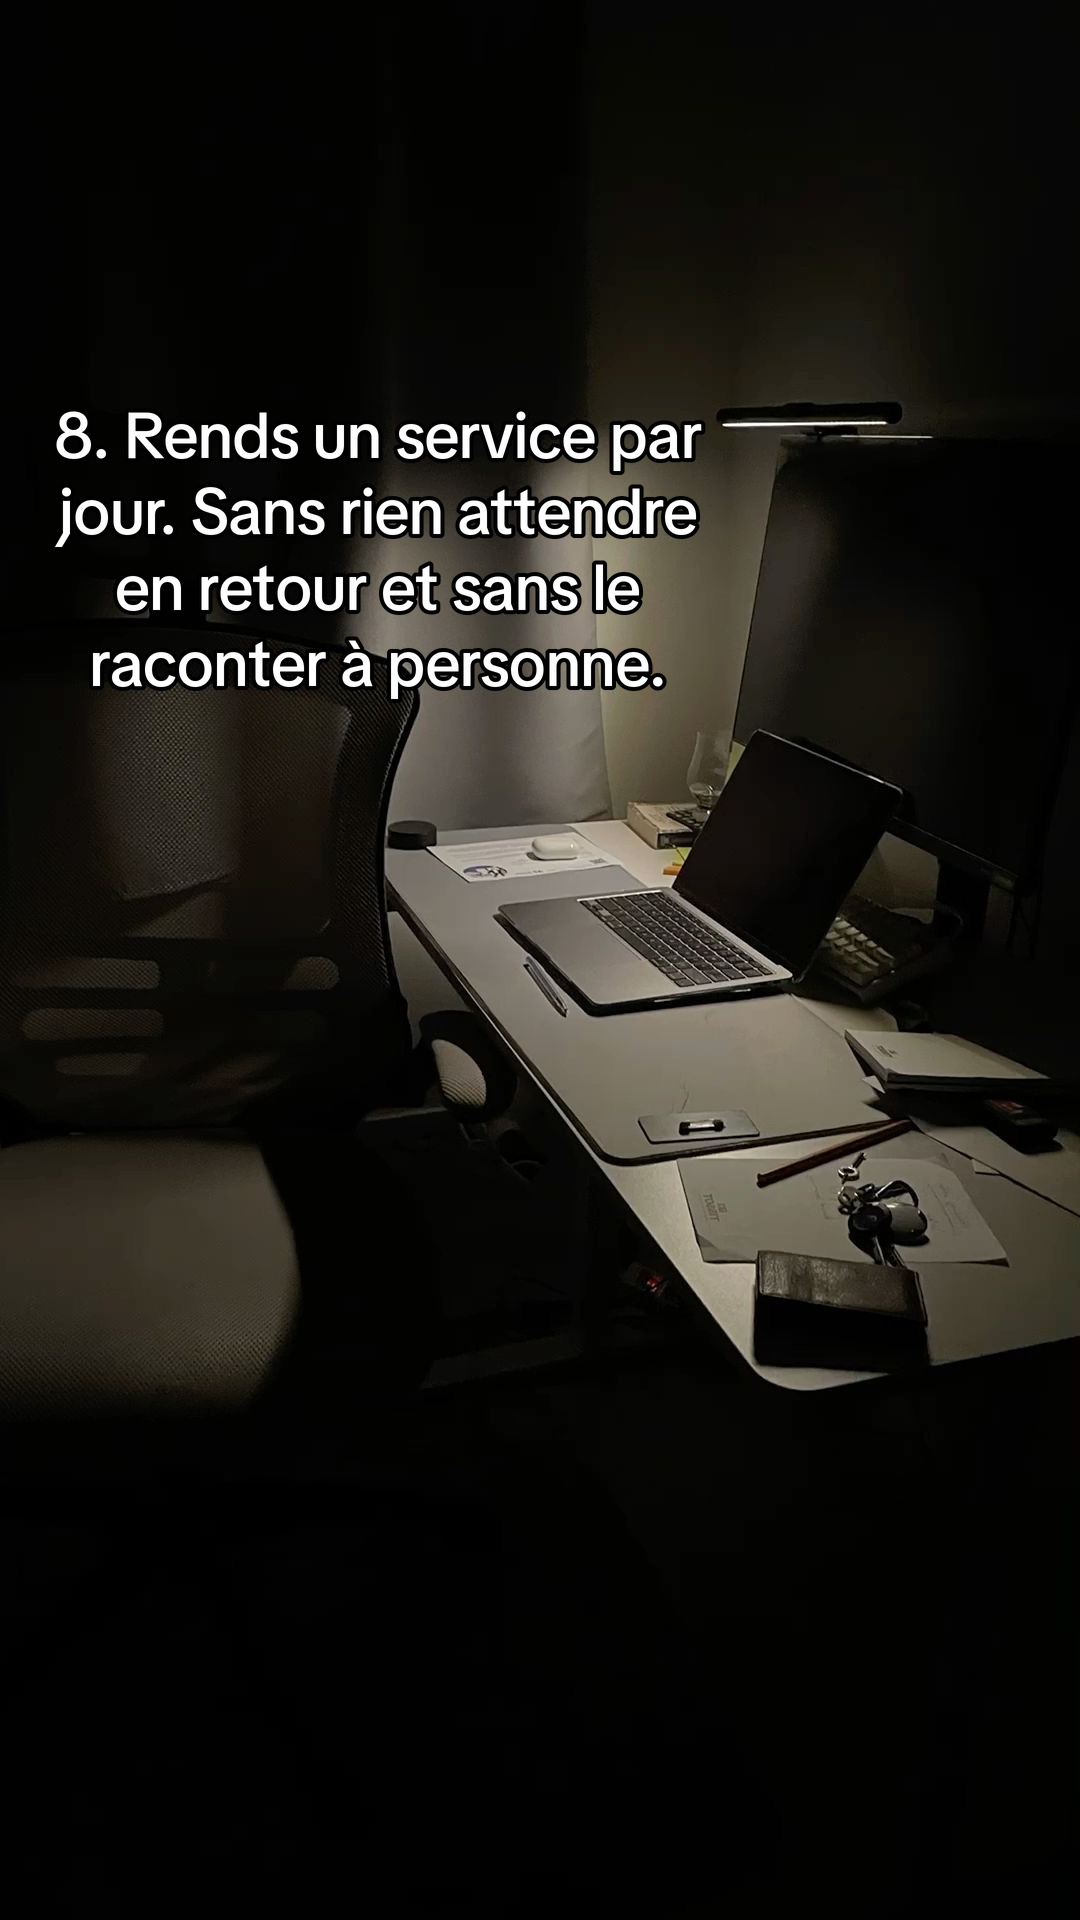 8. Rends un service par
jour. Sans rien attendre
en retour et sans le
raconter à personne.